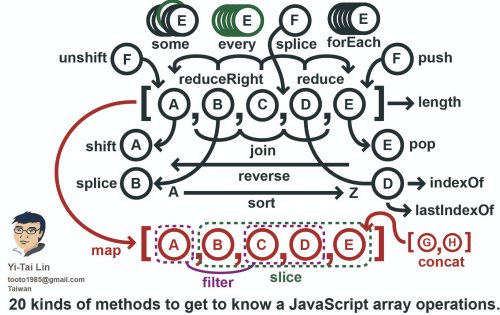 E E F E
some every splice forEach
unshift F F push
reduceRight reduce
[ A , B , C , D , E ] length
shift A join E pop
reverse
splice B A Z D indexOf
sort
lastIndexOf
map [ A , B , C , D , E ] [ G , H ]
concat
Yi-Tai Lin
filter slice
tooto1985@gmail.com
Taiwan
20 kinds of methods to get to know a JavaScript array operations.